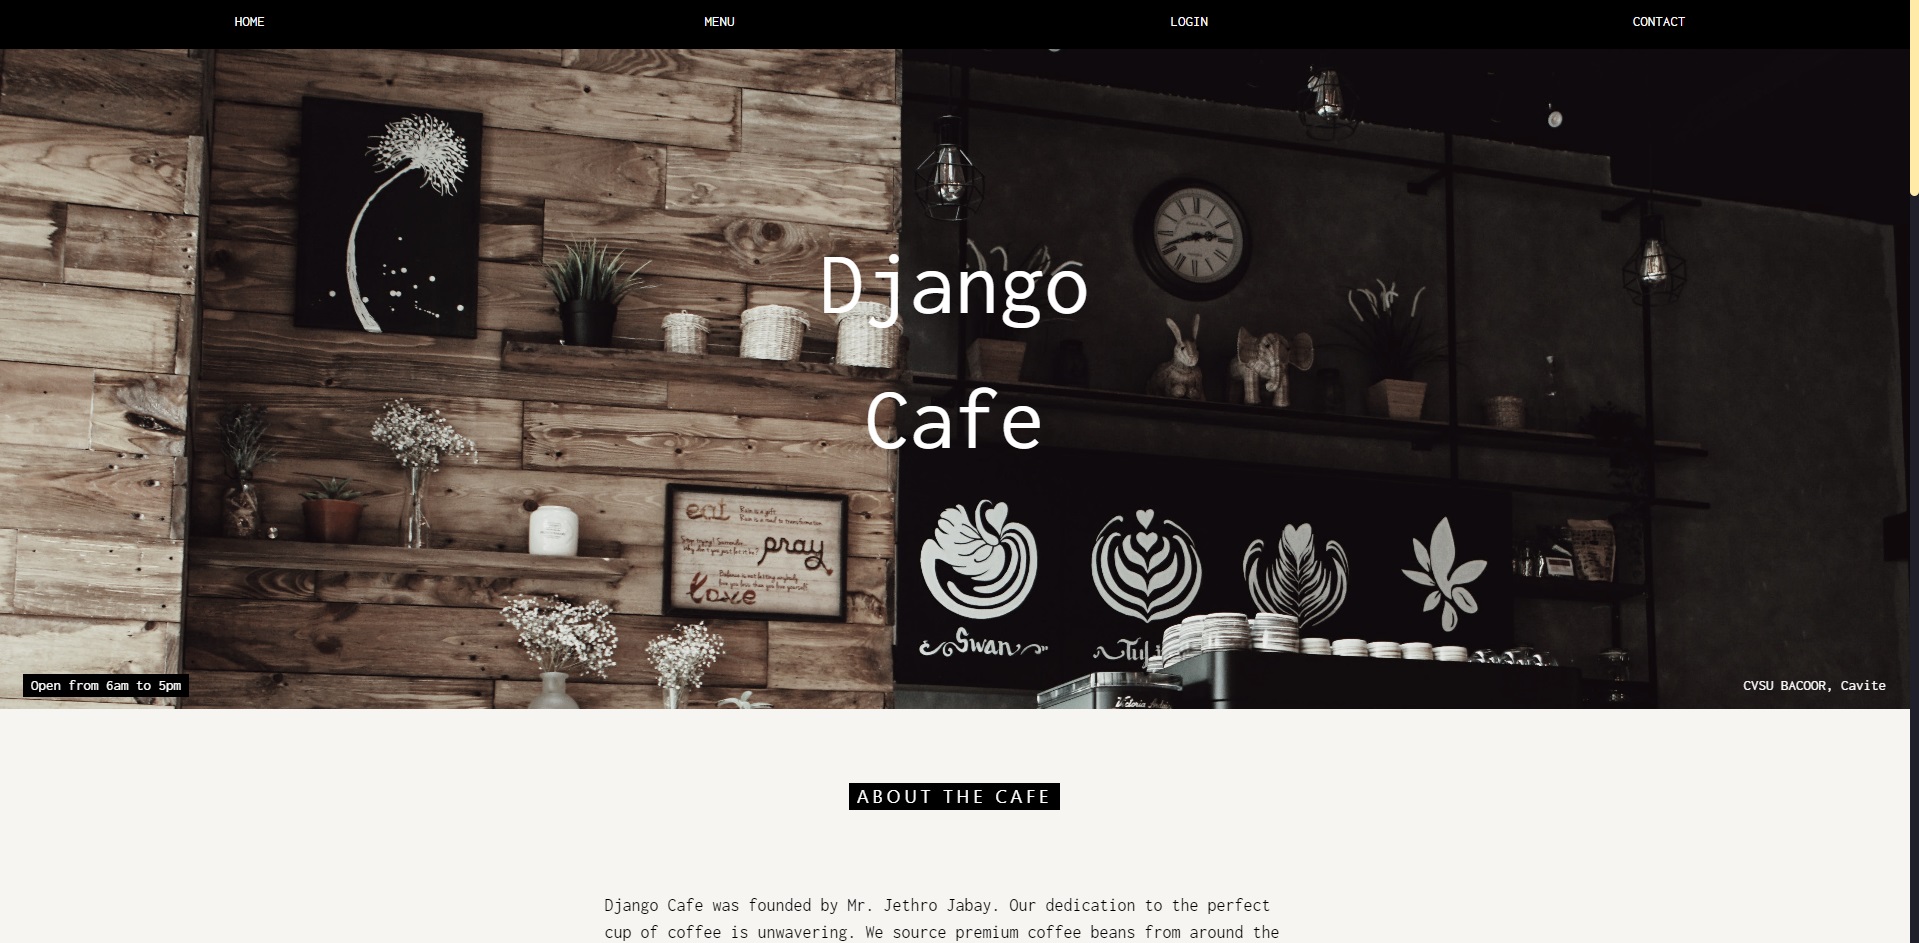 HOME MENU LOGIN CONTACT
Django
Cafe
eat
pray
love
Swan
Open from 6am to 5pm
CVSU BACOOR, Cavite
ABOUT THE CAFE
Django Cafe was founded by Mr. Jethro Jabay. Our dedication to the perfect
cup of coffee is unwavering. We source premium coffee beans from around the